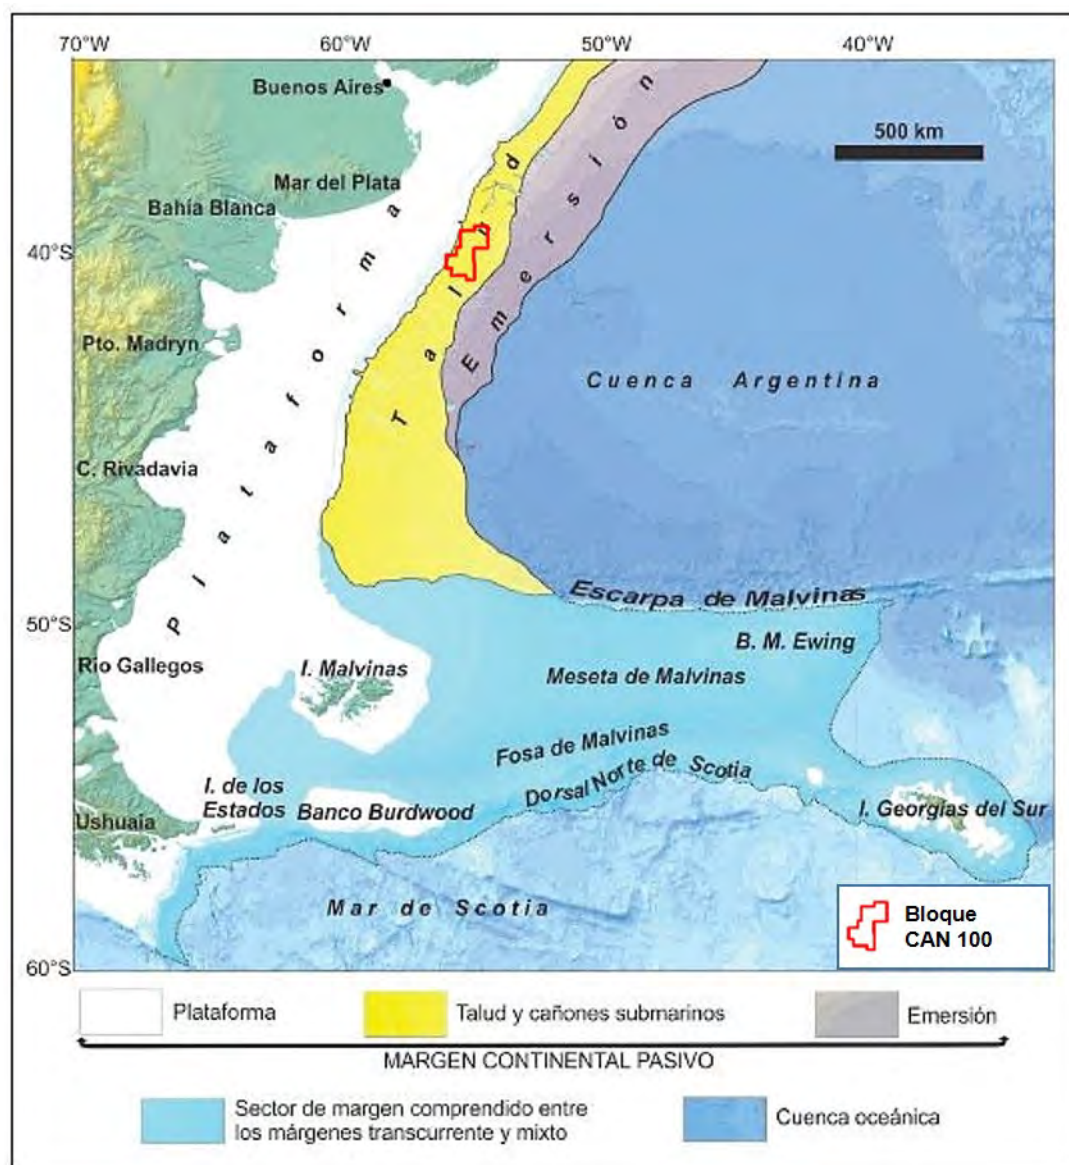 70°W 60°W 50°W 40°W
Buenos Aires
500 km
Mar del Plata
Bahía Blanca
40°S
Plataforma
Talud
Emersión
Pto. Madryn
Cuenca Argentina
C. Rivadavia
Escarpa de Malvinas
50°S
B. M. Ewing
Rio Gallegos
I. Malvinas
Meseta de Malvinas
Fosa de Malvinas
Dorsal Norte de Scotia
I. de los
Estados
Banco Burdwood
I. Georgias del Sur
Ushuaia
Mar de Scotia
Bloque
CAN 100
60°S
Plataforma
Talud y cañones submarinos
Emersión
MARGEN CONTINENTAL PASIVO
Sector de margen comprendido entre
los márgenes transcurrente y mixto
Cuenca oceánica